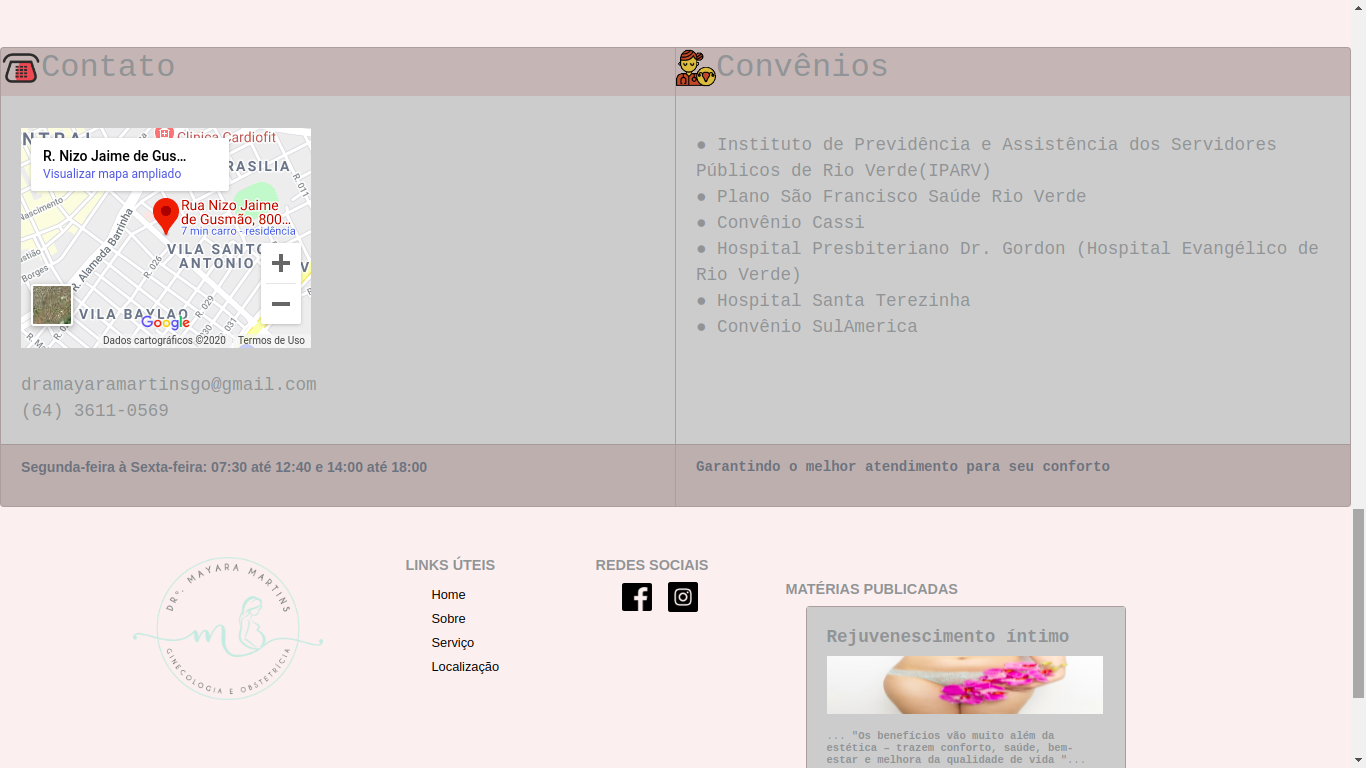 Contato
Convênios
NTRAL
Clínica Cardiofit
R. Nizo Jaime de Gus...
Visualizar mapa ampliado
RASILIA
R. 011
Nascimento
R. Alameda Barrinha
Rua Nizo Jaime
de Gusmão, 800...
7 min carro - residência
VILA SANTO
ANTONIO
Borges
R. 026
R. 029
R. 031
VILA BAYLAO
Google
Dados cartográficos ©2020 Termos de Uso
dramayaramartinsgo@gmail.com
(64) 3611-0569
● Instituto de Previdência e Assistência dos Servidores
Públicos de Rio Verde(IPARV)
● Plano São Francisco Saúde Rio Verde
● Convênio Cassi
● Hospital Presbiteriano Dr. Gordon (Hospital Evangélico de
Rio Verde)
● Hospital Santa Terezinha
● Convênio SulAmerica
Segunda-feira à Sexta-feira: 07:30 até 12:40 e 14:00 até 18:00
Garantindo o melhor atendimento para seu conforto
DRª. MAYARA MARTINS
m
GINECOLOGIA E OBSTETRÍCIA
LINKS ÚTEIS
Home
Sobre
Serviço
Localização
REDES SOCIAIS
MATÉRIAS PUBLICADAS
Rejuvenescimento íntimo
... "Os benefícios vão muito além da
estética – trazem conforto, saúde, bem-
estar e melhora da qualidade de vida "...